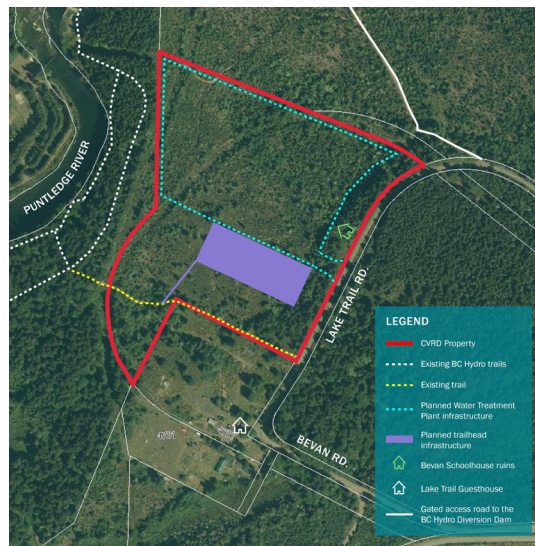 PUNTLEDGE RIVER
LAKE TRAIL RD.
BEVAN RD.
LEGEND
CVRD Property
Existing BC Hydro trails
Existing trail
Planned Water Treatment
Plant infrastructure
Planned trailhead
infrastructure
Bevan Schoolhouse ruins
Lake Trail Guesthouse
Gated access road to the
BC Hydro Diversion Dam